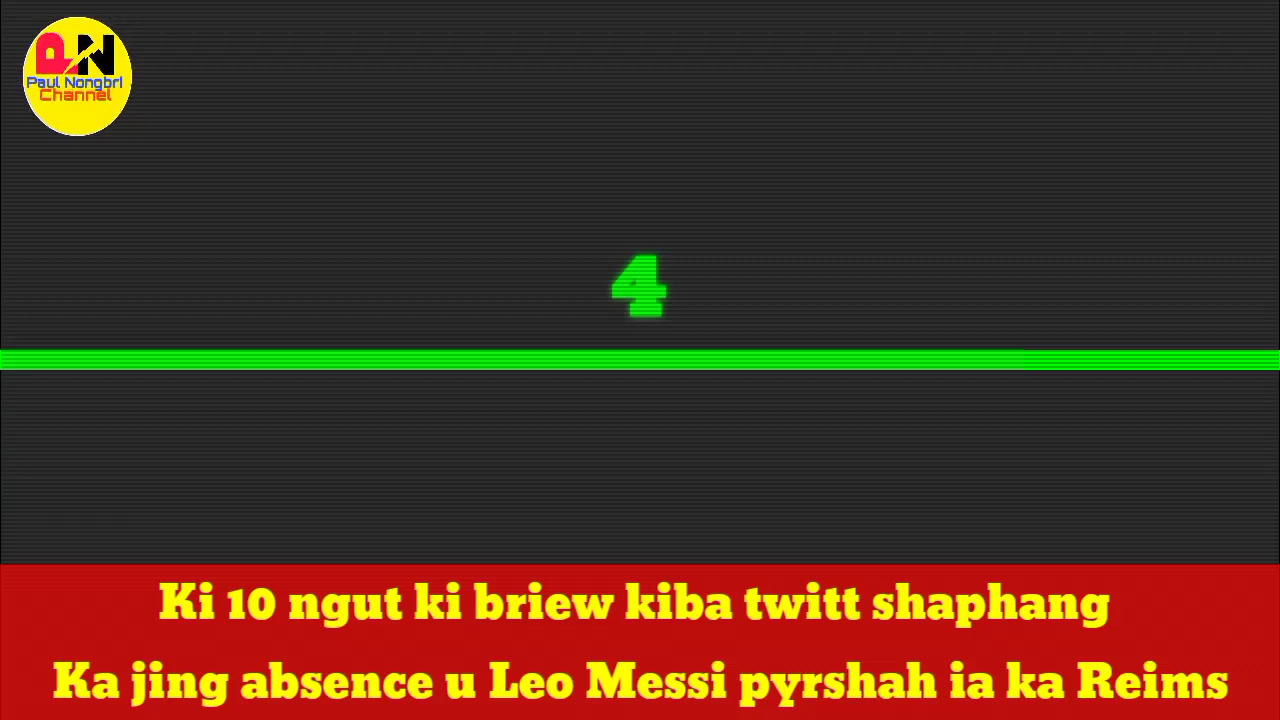 PN
Paul Nongbri
Channel
4
Ki 10 ngut ki briew kiba twitt shaphang
Ka jing absence u Leo Messi pyrshah ia ka Reims